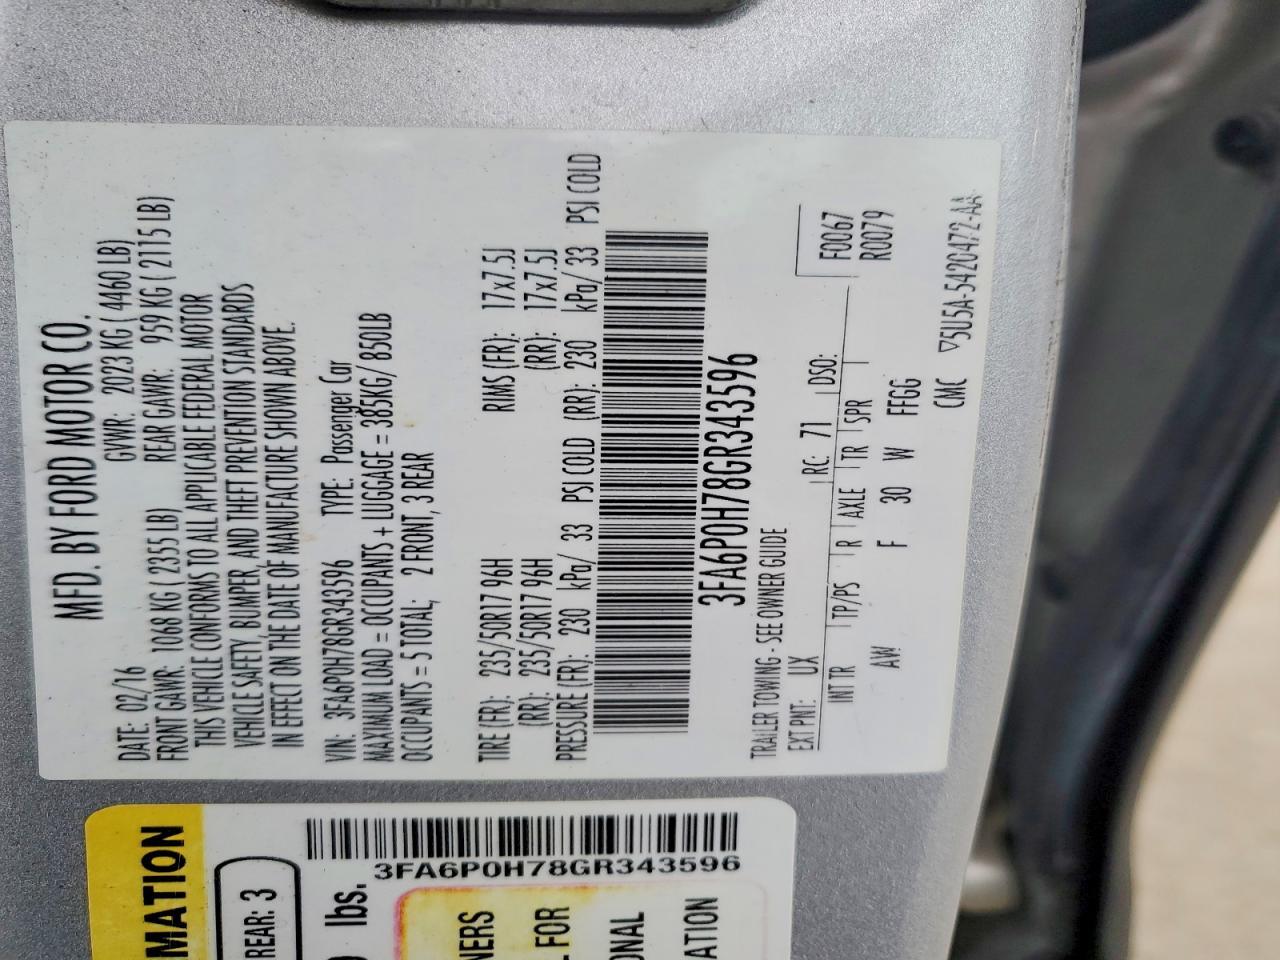 MFD. BY FORD MOTOR CO.
DATE: 02/16 GVWR: 2023 KG ( 4460 LB)
FRONT GAWR: 1068 KG ( 2355 LB) REAR GAWR: 959 KG ( 2115 LB)
THIS VEHICLE CONFORMS TO ALL APPLICABLE FEDERAL MOTOR
VEHICLE SAFETY, BUMPER, AND THEFT PREVENTION STANDARDS
IN EFFECT ON THE DATE OF MANUFACTURE SHOWN ABOVE.
VIN: 3FA6P0H78GR343596 TYPE: Passenger Car
MAXIMUM LOAD = OCCUPANTS + LUGGAGE = 385KG/ 850LB
OCCUPANTS = 5 TOTAL; 2 FRONT, 3 REAR
TIRE (FR): 235/50R17 96H RIMS (FR): 17x7.5J
(RR): 235/50R17 96H (RR): 17x7.5J
PRESSURE (FR): 230 kPa/ 33 PSI COLD (RR): 230 kPa/ 33 PSI COLD
3FA6P0H78GR343596
TRAILER TOWING - SEE OWNER GUIDE
EXT PNT: UX RC: 71 DSO: F0067
INT TR TP/PS R AXLE TR SPR R0079
AW F 30 W FFGG
CMC ▽5U5A-5420472-AA
MATION
REAR: 3
lbs.
3FA6P0H78GR343596
NERS
L FOR
ONAL
ATION